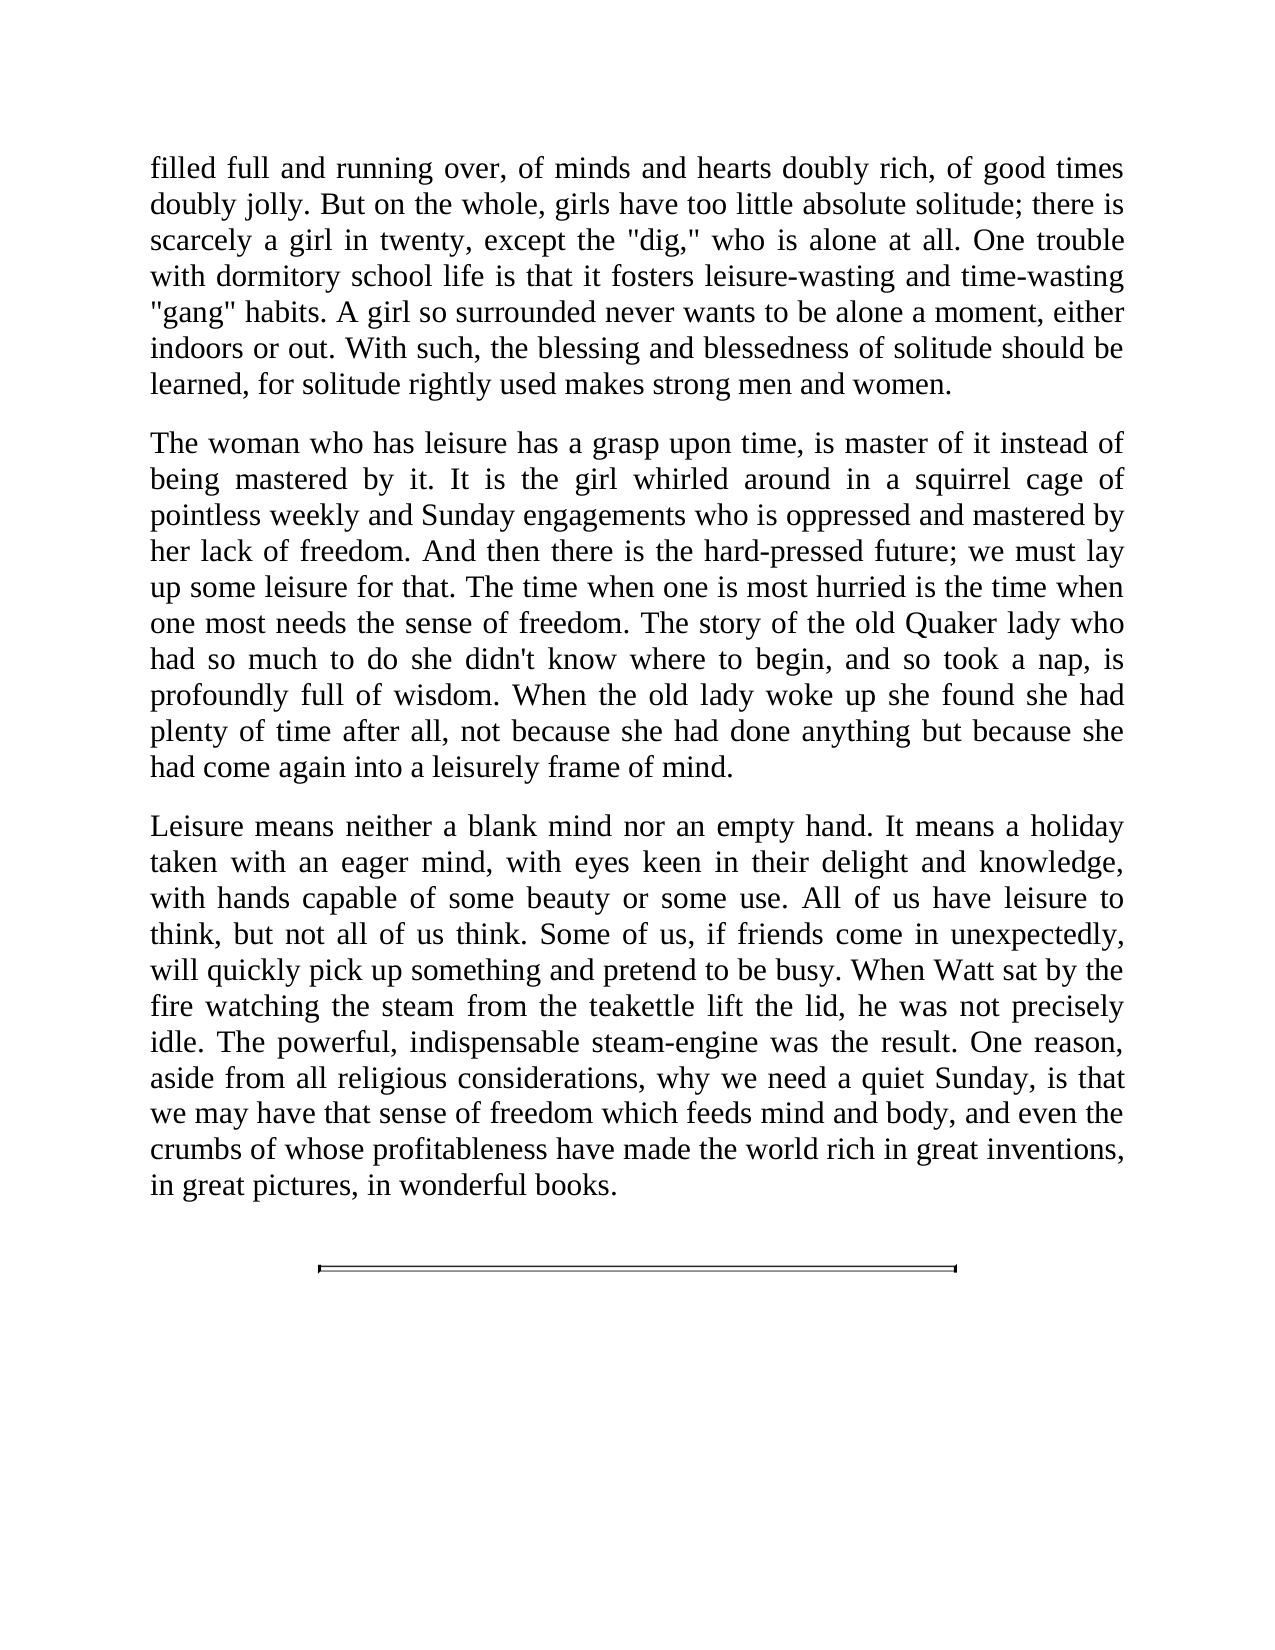 filled full and running over, of minds and hearts doubly rich, of good times
doubly jolly. But on the whole, girls have too little absolute solitude; there is
scarcely a girl in twenty, except the "dig," who is alone at all. One trouble
with dormitory school life is that it fosters leisure-wasting and time-wasting
"gang" habits. A girl so surrounded never wants to be alone a moment, either
indoors or out. With such, the blessing and blessedness of solitude should be
learned, for solitude rightly used makes strong men and women.
The woman who has leisure has a grasp upon time, is master of it instead of
being mastered by it. It is the girl whirled around in a squirrel cage of
pointless weekly and Sunday engagements who is oppressed and mastered by
her lack of freedom. And then there is the hard-pressed future; we must lay
up some leisure for that. The time when one is most hurried is the time when
one most needs the sense of freedom. The story of the old Quaker lady who
had so much to do she didn't know where to begin, and so took a nap, is
profoundly full of wisdom. When the old lady woke up she found she had
plenty of time after all, not because she had done anything but because she
had come again into a leisurely frame of mind.
Leisure means neither a blank mind nor an empty hand. It means a holiday
taken with an eager mind, with eyes keen in their delight and knowledge,
with hands capable of some beauty or some use. All of us have leisure to
think, but not all of us think. Some of us, if friends come in unexpectedly,
will quickly pick up something and pretend to be busy. When Watt sat by the
fire watching the steam from the teakettle lift the lid, he was not precisely
idle. The powerful, indispensable steam-engine was the result. One reason,
aside from all religious considerations, why we need a quiet Sunday, is that
we may have that sense of freedom which feeds mind and body, and even the
crumbs of whose profitableness have made the world rich in great inventions,
in great pictures, in wonderful books.